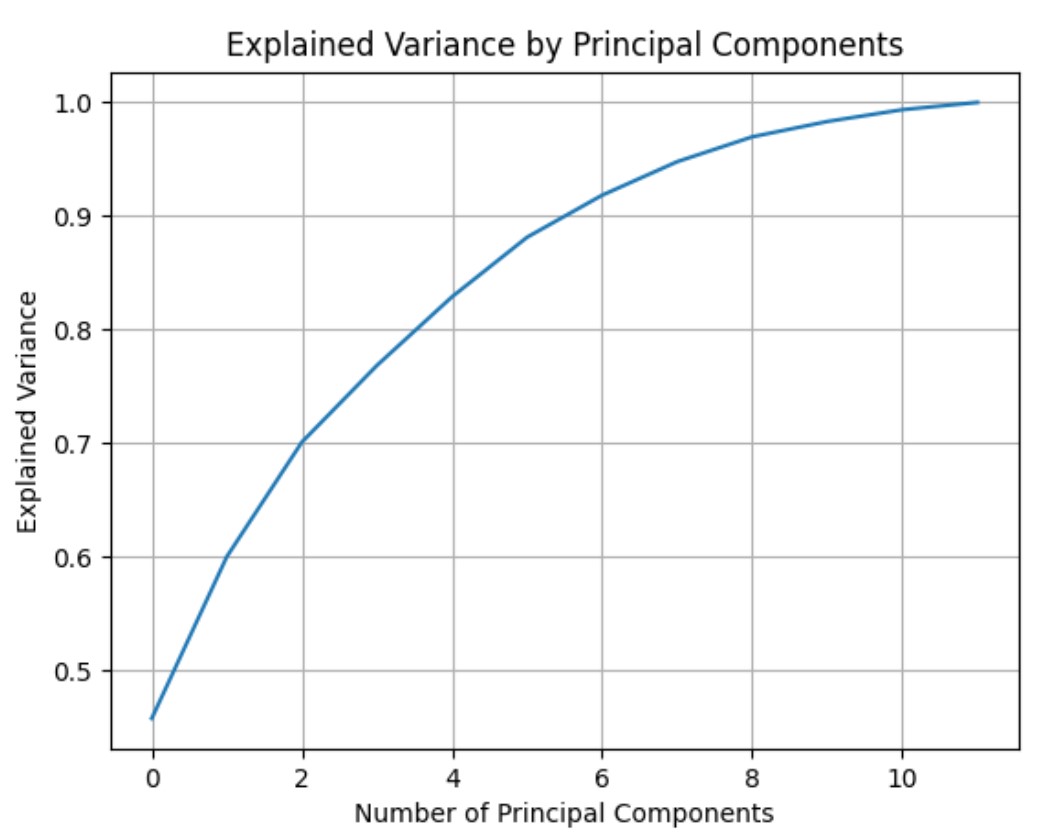 Explained Variance by Principal Components
1.0
0.9
0.8
0.7
0.6
0.5
Explained Variance
0 2 4 6 8 10
Number of Principal Components